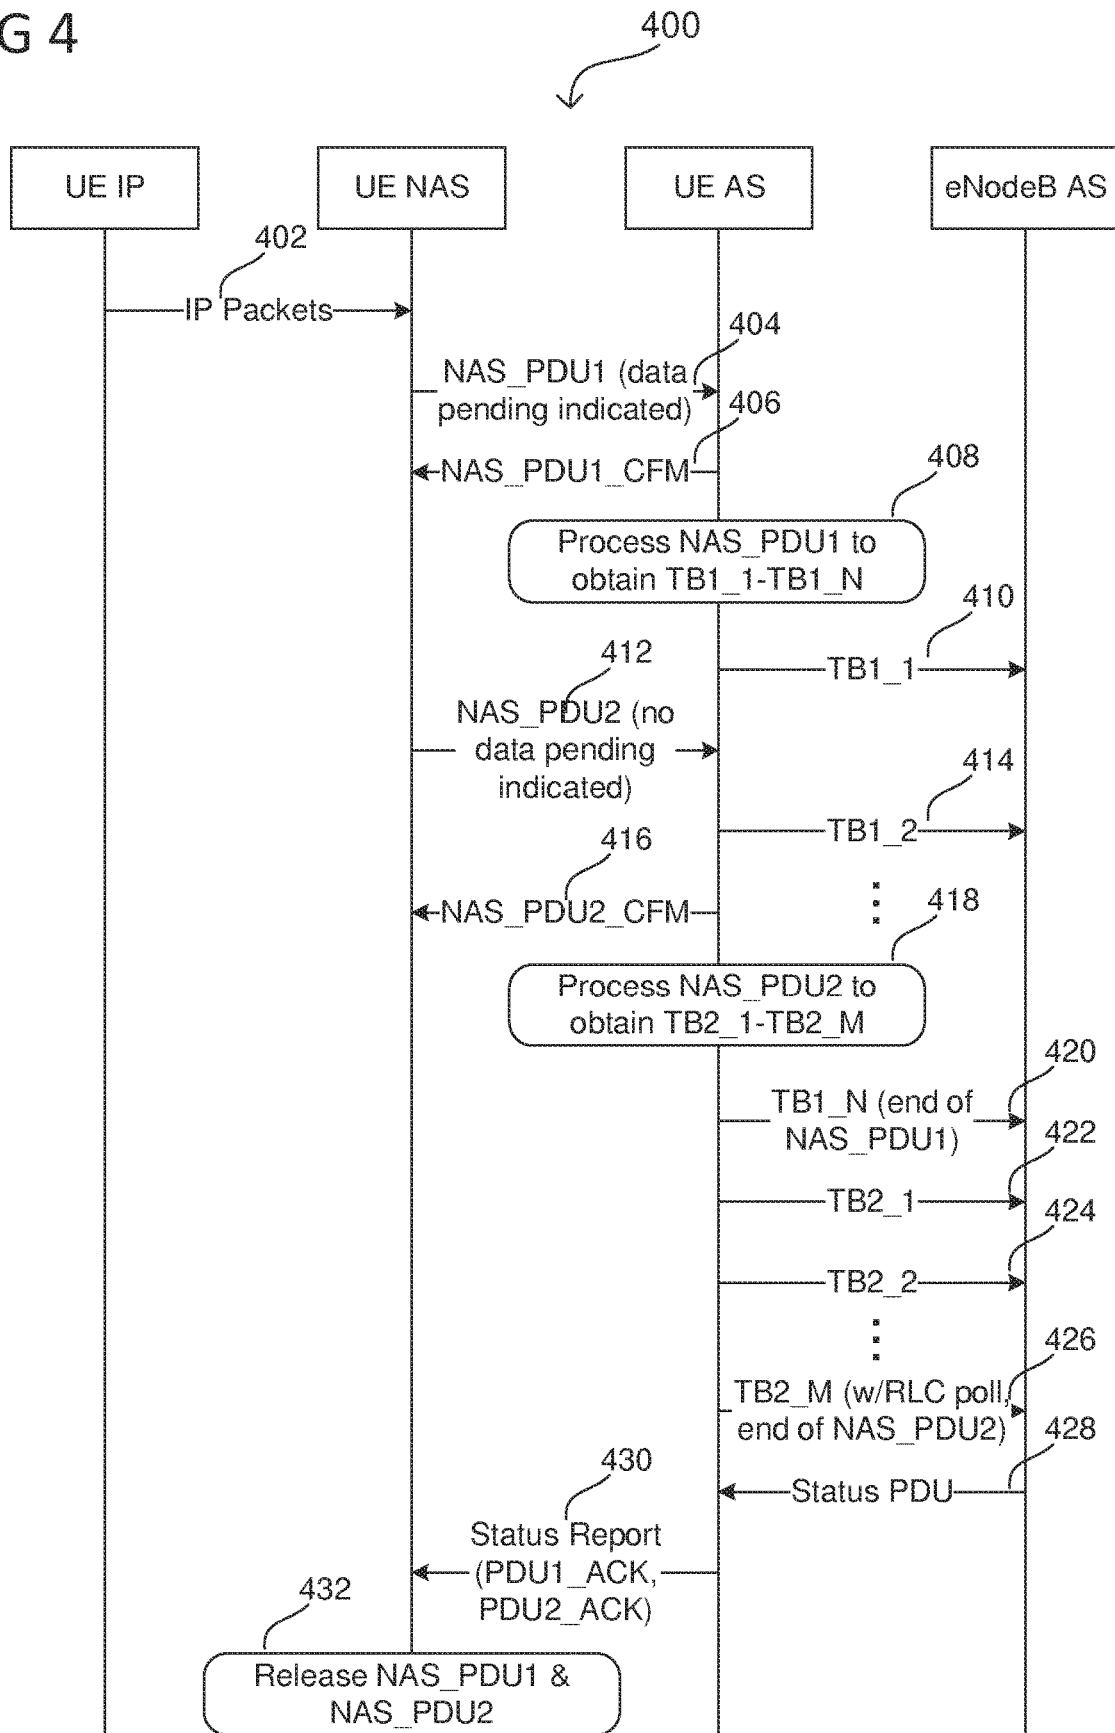 G 4
400
UE IP
UE NAS
UE AS
eNodeB AS
402
IP Packets
404
NAS_PDU1 (data
pending indicated)
406
NAS_PDU1_CFM
408
Process NAS_PDU1 to
obtain TB1_1-TB1_N
410
TB1_1
412
NAS_PDU2 (no
data pending
indicated)
414
TB1_2
416
NAS_PDU2_CFM
418
Process NAS_PDU2 to
obtain TB2_1-TB2_M
420
TB1_N (end of
NAS_PDU1)
422
TB2_1
424
TB2_2
426
TB2_M (w/RLC poll,
end of NAS_PDU2)
428
Status PDU
430
Status Report
(PDU1_ACK,
PDU2_ACK)
432
Release NAS_PDU1 &
NAS_PDU2